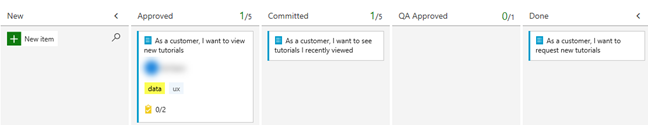 New
Approved 1/5
Committed 1/5
QA Approved 0/1
Done
New item
As a customer, I want to view
new tutorials
data ux
0/2
As a customer, I want to see
tutorials I recently viewed
As a customer, I want to
request new tutorials